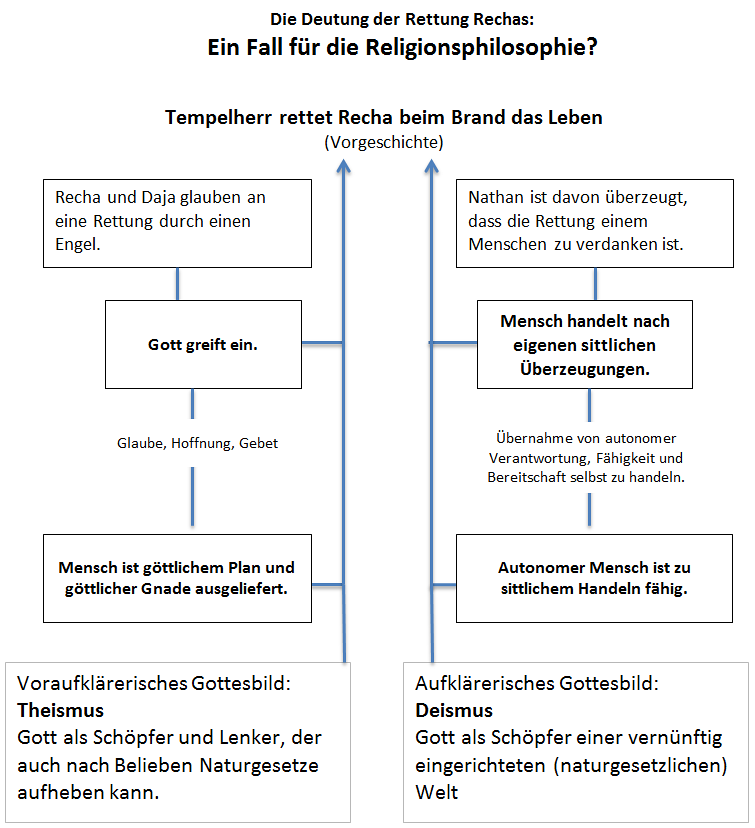 Die Deutung der Rettung Rechas:
Ein Fall für die Religionsphilosophie?
Tempelherr rettet Recha beim Brand das Leben
(Vorgeschichte)
Recha und Daja glauben an
eine Rettung durch einen
Engel.
Gott greift ein.
Glaube, Hoffnung, Gebet
Mensch ist göttlichem Plan und
göttlicher Gnade ausgeliefert.
Voraufklärerisches Gottesbild:
Theismus
Gott als Schöpfer und Lenker, der
auch nach Belieben Naturgesetze
aufheben kann.
Nathan ist davon überzeugt,
dass die Rettung einem
Menschen zu verdanken ist.
Mensch handelt nach
eigenen sittlichen
Überzeugungen.
Übernahme von autonomer
Verantwortung, Fähigkeit und
Bereitschaft selbst zu handeln.
Autonomer Mensch ist zu
sittlichem Handeln fähig.
Aufklärerisches Gottesbild:
Deismus
Gott als Schöpfer einer vernünftig
eingerichteten (naturgesetzlichen)
Welt